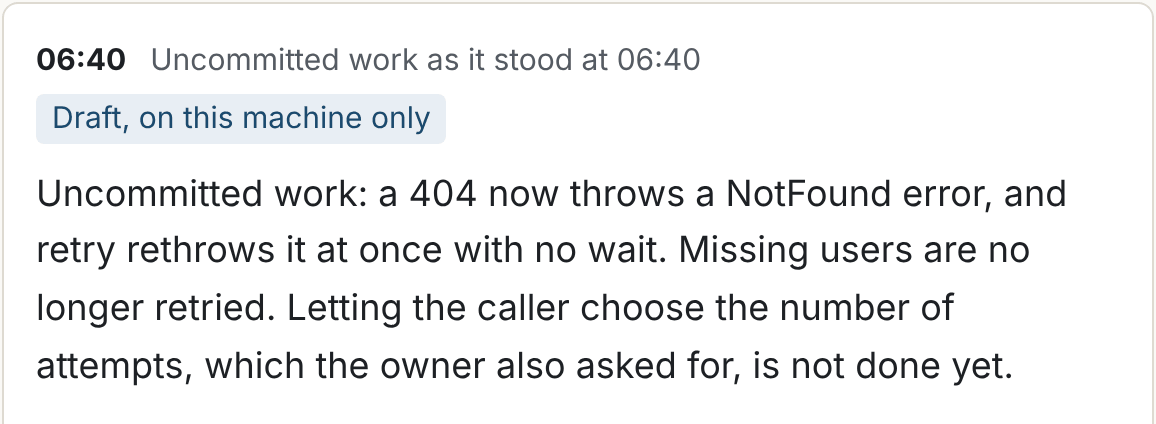 06:40 Uncommitted work as it stood at 06:40
Draft, on this machine only
Uncommitted work: a 404 now throws a NotFound error, and
retry rethrows it at once with no wait. Missing users are no
longer retried. Letting the caller choose the number of
attempts, which the owner also asked for, is not done yet.